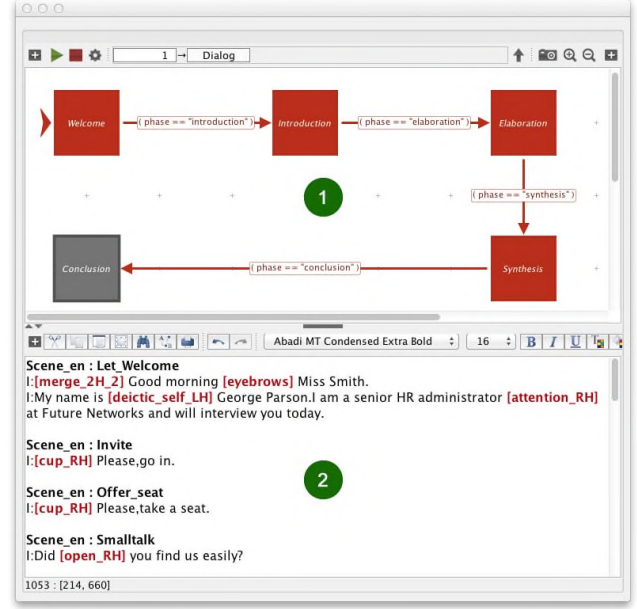 1 → Dialog
Welcome
( phase == "introduction" )
Introduction
( phase == "elaboration" )
Elaboration
1
( phase == "synthesis" )
Conclusion
( phase == "conclusion" )
Synthesis
Abadi MT Condensed Extra Bold 16 B I U T
Scene_en : Let_Welcome
I:[merge_2H_2] Good morning [eyebrows] Miss Smith.
I:My name is [deictic_self_LH] George Parson.I am a senior HR administrator [attention_RH]
at Future Networks and will interview you today.
Scene_en : Invite
I:[cup_RH] Please,go in.
2
Scene_en : Offer_seat
I:[cup_RH] Please,take a seat.
Scene_en : Smalltalk
I:Did [open_RH] you find us easily?
1053 : [214, 660]